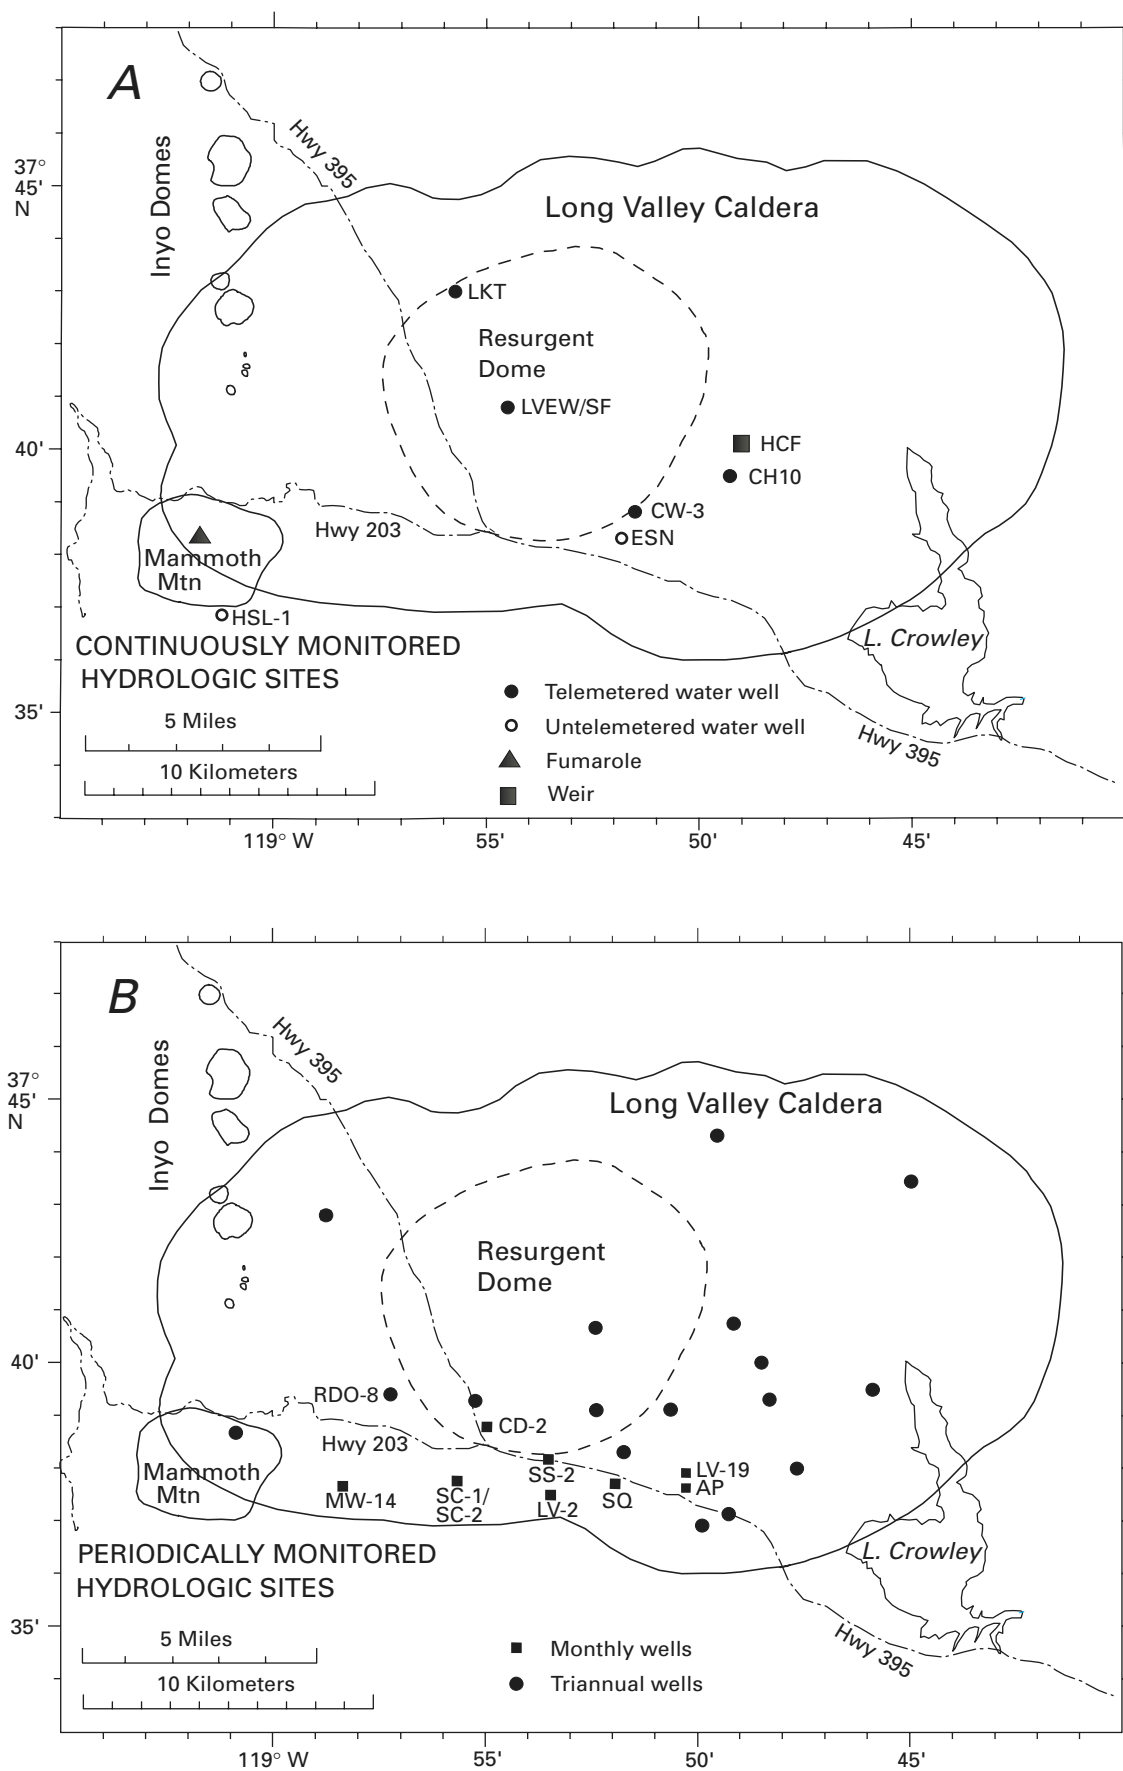 A
Hwy 395
Inyo Domes
37°
45'
N
Long Valley Caldera
LKT
Resurgent
Dome
LVEW/SF
40'
HCF
CH10
CW-3
Hwy 203
ESN
Mammoth
Mtn
HSL-1
L. Crowley
CONTINUOUSLY MONITORED
HYDROLOGIC SITES
Telemetered water well
35'
5 Miles
Untelemetered water well
Hwy 395
Fumarole
10 Kilometers
Weir
119° W
55'
50'
45'
B
Hwy 395
Inyo Domes
37°
45'
N
Long Valley Caldera
Resurgent
Dome
40'
RDO-8
CD-2
Hwy 203
Mammoth
Mtn
MW-14
SC-1/
SC-2
SS-2
LV-2
SQ
LV-19
AP
L. Crowley
PERIODICALLY MONITORED
HYDROLOGIC SITES
35'
5 Miles
Monthly wells
Hwy 395
10 Kilometers
Triannual wells
119° W
55'
50'
45'